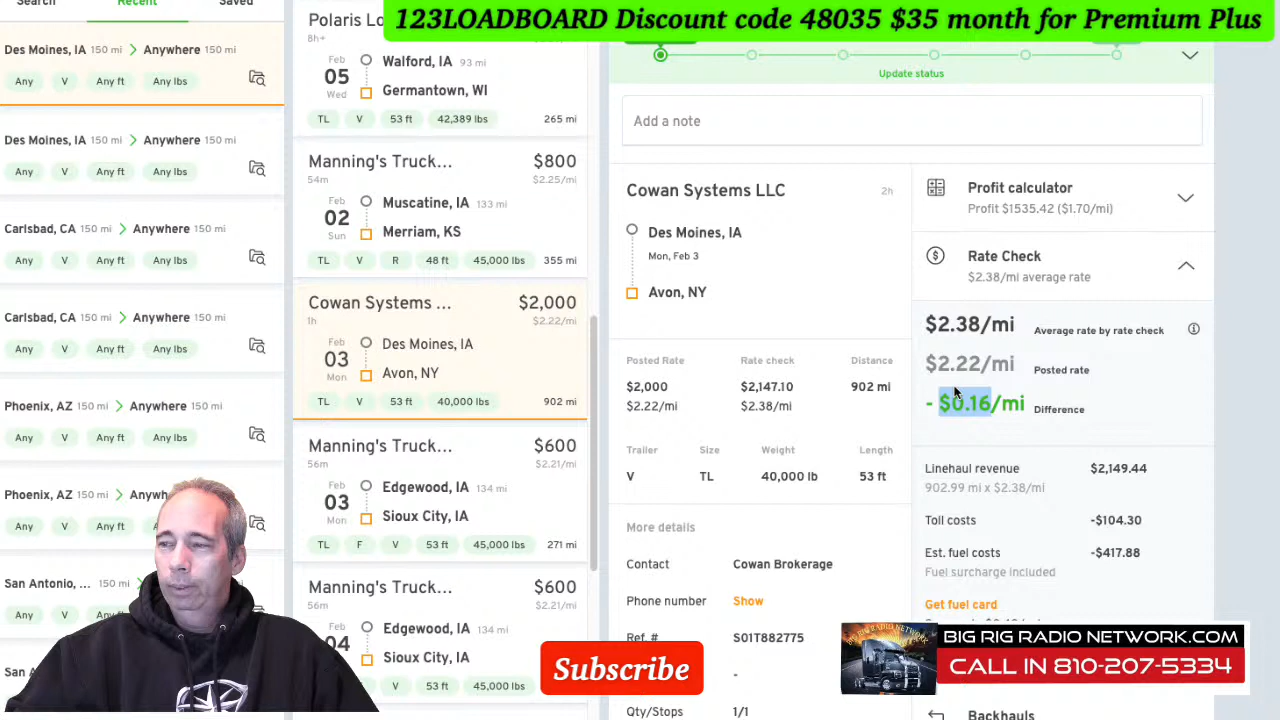 123LOADBOARD Discount code 48035 $35 month for Premium Plus
Search Recent Saved
Des Moines, IA 150 mi > Anywhere 150 mi
Any V Any ft Any lbs
Des Moines, IA 150 mi > Anywhere 150 mi
Any V Any ft Any lbs
Carlsbad, CA 150 mi > Anywhere 150 mi
Any V Any ft Any lbs
Carlsbad, CA 150 mi > Anywhere 150 mi
Any V Any ft Any lbs
Phoenix, AZ 150 mi > Anywhere 150 mi
Any V Any ft Any lbs
Phoenix, AZ 150 mi > Anywh
Any V Any ft
San Antonio, ... 150 mi
Any V
San A
Polaris Lo
8h+
Feb 05 Wed
Walford, IA 93 mi
Germantown, WI
TL V 53 ft 42,389 lbs 265 mi
Manning's Truck... $800
54m $2.25/mi
Feb 02 Sun
Muscatine, IA 133 mi
Merriam, KS
TL V R 48 ft 45,000 lbs 355 mi
Cowan Systems ... $2,000
1h $2.22/mi
Feb 03 Mon
Des Moines, IA
Avon, NY
TL V 53 ft 40,000 lbs 902 mi
Manning's Truck... $600
56m $2.21/mi
Feb 03 Mon
Edgewood, IA 134 mi
Sioux City, IA
TL F V 53 ft 45,000 lbs 271 mi
Manning's Truck... $600
56m $2.21/mi
Feb 04
Edgewood, IA 134 mi
Sioux City, IA
V 53 ft 45,000
Update status
Add a note
Cowan Systems LLC 2h
Des Moines, IA
Mon, Feb 3
Avon, NY
Posted Rate Rate check Distance
$2,000 $2,147.10 902 mi
$2.22/mi $2.38/mi
Trailer Size Weight Length
V TL 40,000 lb 53 ft
More details
Contact Cowan Brokerage
Phone number Show
Ref. # S01T882775
-
Qty/Stops 1/1
Profit calculator
Profit $1535.42 ($1.70/mi)
Rate Check
$2.38/mi average rate
$2.38/mi Average rate by rate check
$2.22/mi Posted rate
- $0.16/mi Difference
Linehaul revenue $2,149.44
902.99 mi x $2.38/mi
Toll costs -$104.30
Est. fuel costs -$417.88
Fuel surcharge included
Get fuel card
Backhauls
Subscribe
BIG RIG RADIO NETWORK.COM
CALL IN 810-207-5334